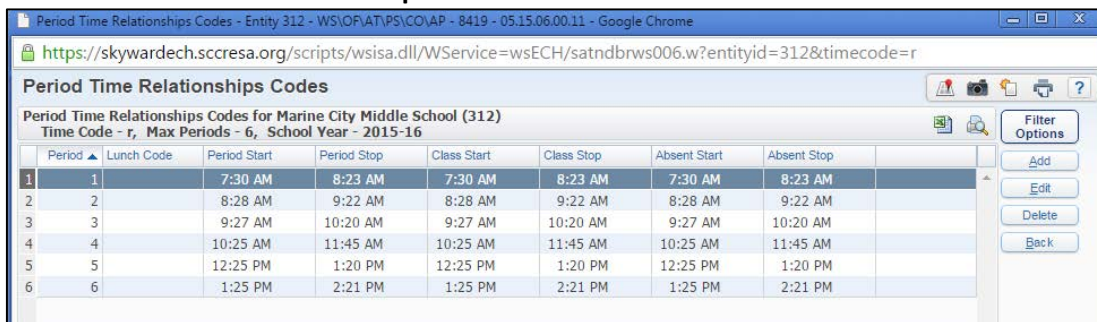 Period Time Relationships Codes - Entity 312 - WS\OF\AT\PS\CO\AP - 8419 - 05.15.06.00.11 - Google Chrome
https://skywardech.sccresa.org/scripts/wsisa.dll/WService=wsECH/satndbrws006.w?entityid=312&timecode=r
Period Time Relationships Codes
Period Time Relationships Codes for Marine City Middle School (312)
Time Code - r, Max Periods - 6, School Year - 2015-16
Filter Options
Period Lunch Code Period Start Period Stop Class Start Class Stop Absent Start Absent Stop
1 1 7:30 AM 8:23 AM 7:30 AM 8:23 AM 7:30 AM 8:23 AM
2 2 8:28 AM 9:22 AM 8:28 AM 9:22 AM 8:28 AM 9:22 AM
3 3 9:27 AM 10:20 AM 9:27 AM 10:20 AM 9:27 AM 10:20 AM
4 4 10:25 AM 11:45 AM 10:25 AM 11:45 AM 10:25 AM 11:45 AM
5 5 12:25 PM 1:20 PM 12:25 PM 1:20 PM 12:25 PM 1:20 PM
6 6 1:25 PM 2:21 PM 1:25 PM 2:21 PM 1:25 PM 2:21 PM
Add
Edit
Delete
Back